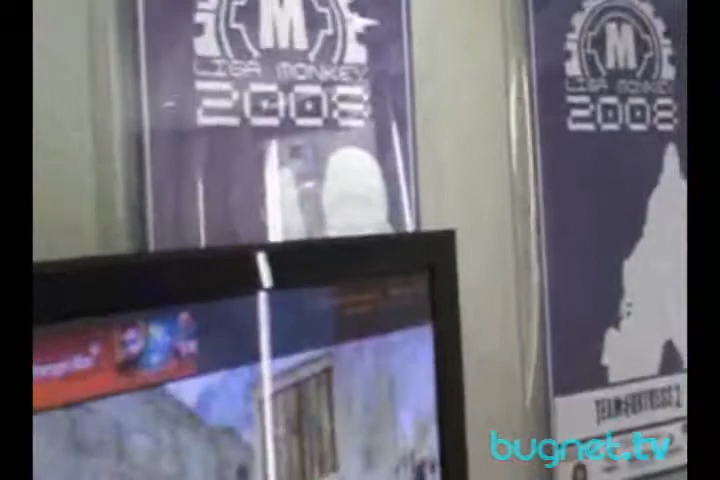 M
LIGA MONKEY
2008
M
LIGA MONKEY
2008
TEAM FORTRESS 2
bugnet.tv